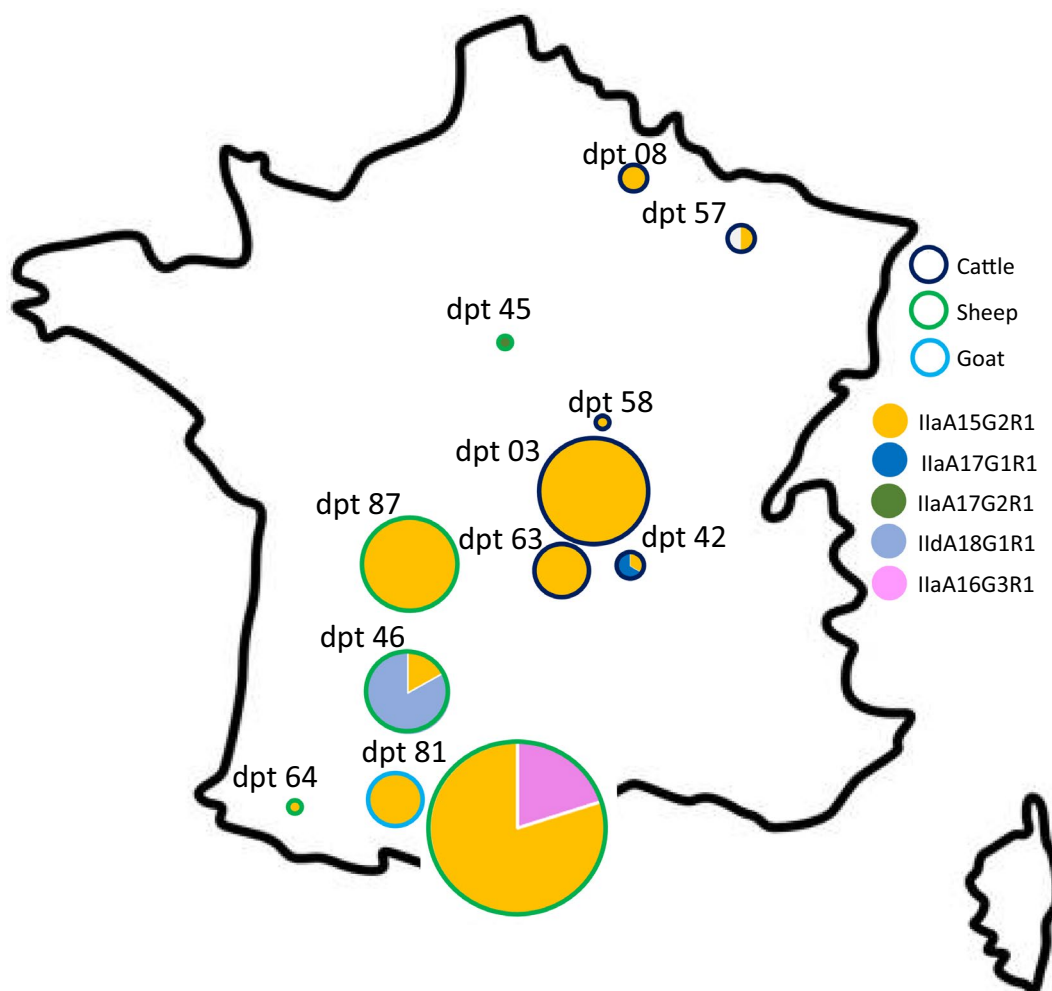 dpt 08
dpt 57
dpt 45
dpt 58
dpt 03
dpt 87
dpt 63
dpt 42
dpt 46
dpt 81
dpt 64
Cattle
Sheep
Goat
IIaA15G2R1
IIaA17G1R1
IIaA17G2R1
IIdA18G1R1
IIaA16G3R1